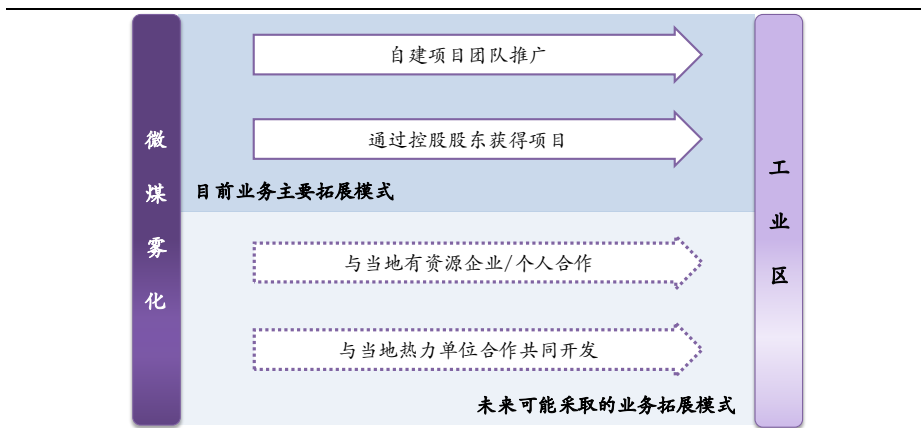 微煤雾化
自建项目团队推广
通过控股股东获得项目
目前业务主要拓展模式
与当地有资源企业/个人合作
与当地热力单位合作共同开发
未来可能采取的业务拓展模式
工业区